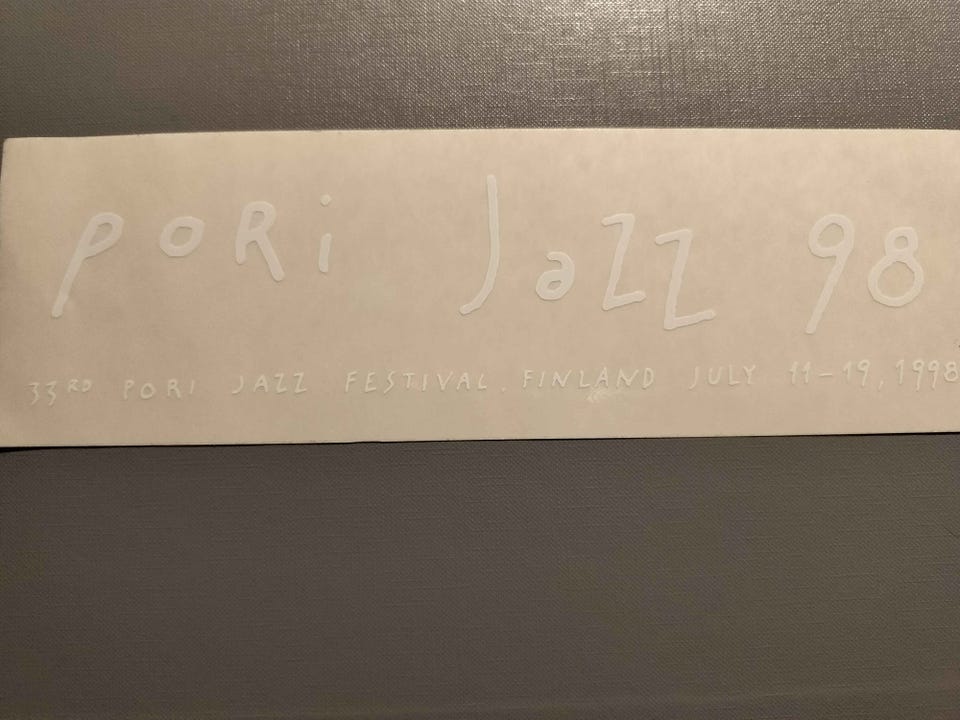 pORi JaZZ 98
33RD PORI JAZZ FESTIVAL. FINLAND JULY 11-19, 1998